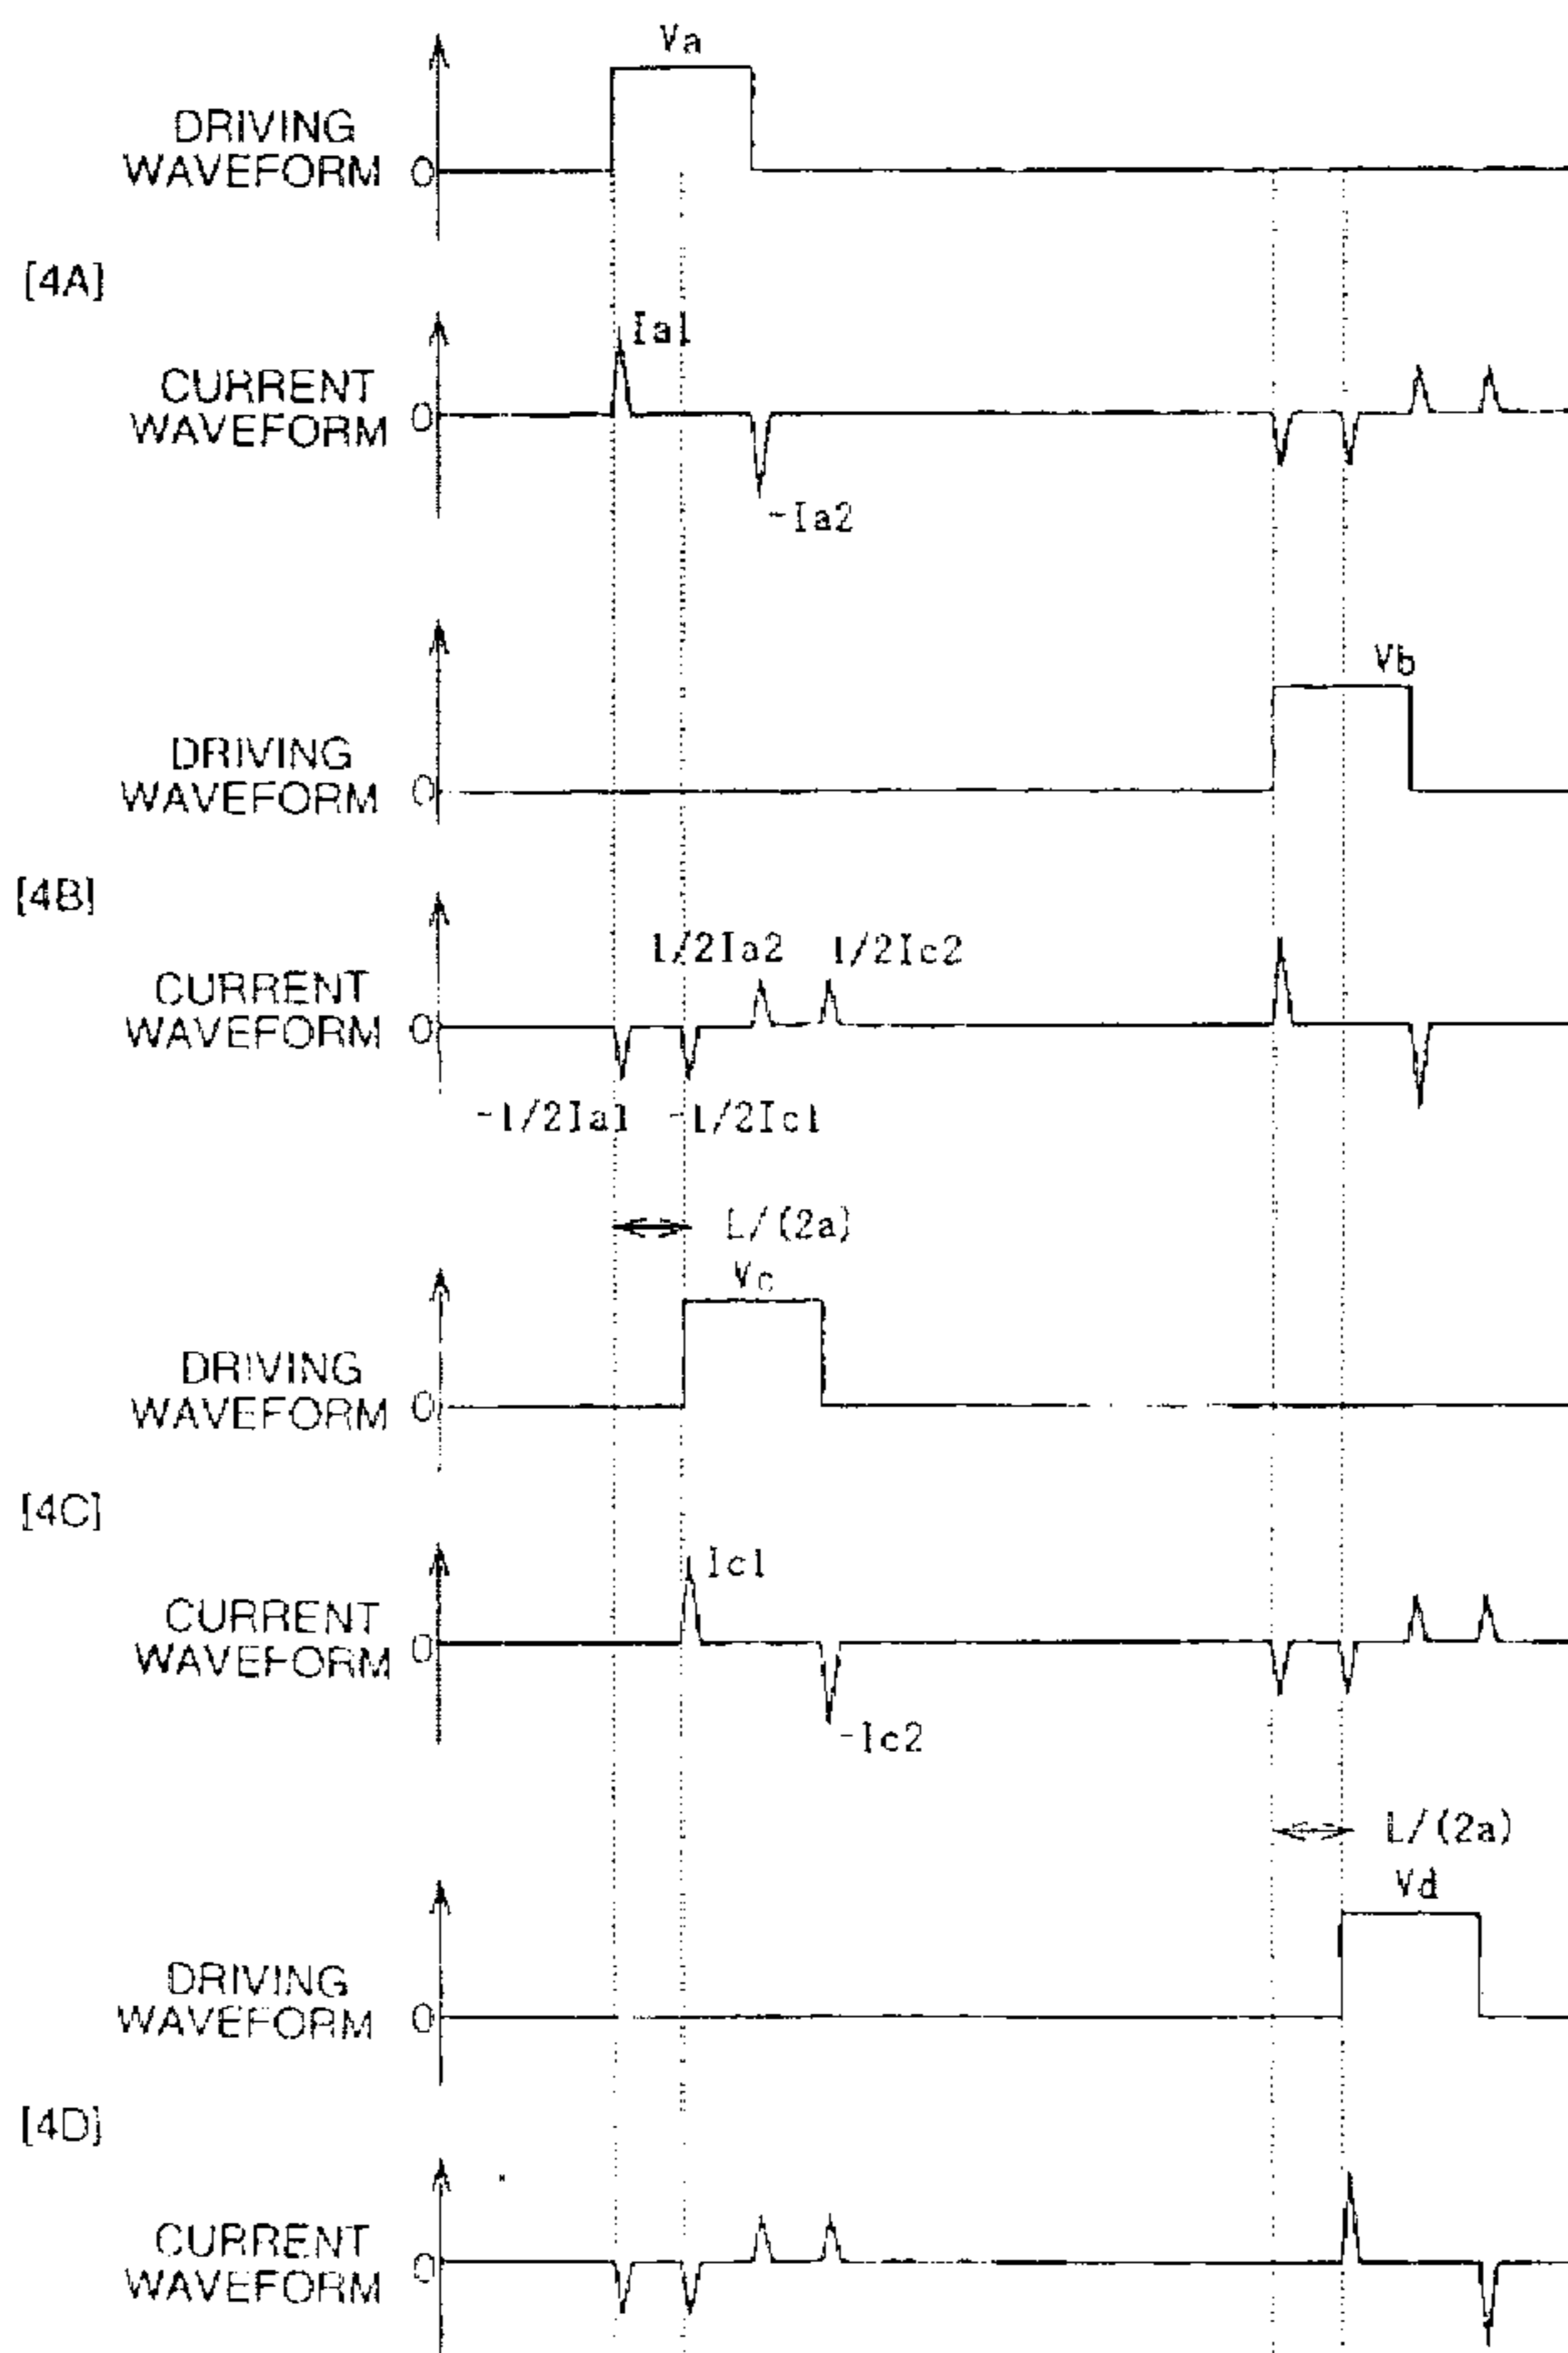 Va
DRIVING
WAVEFORM 0
[4A]
Ia1
CURRENT
WAVEFORM 0
-Ia2
Vb
DRIVING
WAVEFORM 0
[4B]
1/2Ia2 1/2Ic2
CURRENT
WAVEFORM 0
-1/2Ia1 -1/2Ic1
L/(2a)
Vc
DRIVING
WAVEFORM 0
[4C]
Ic1
CURRENT
WAVEFORM 0
-Ic2
L/(2a)
Vd
DRIVING
WAVEFORM 0
[4D]
CURRENT
WAVEFORM 0